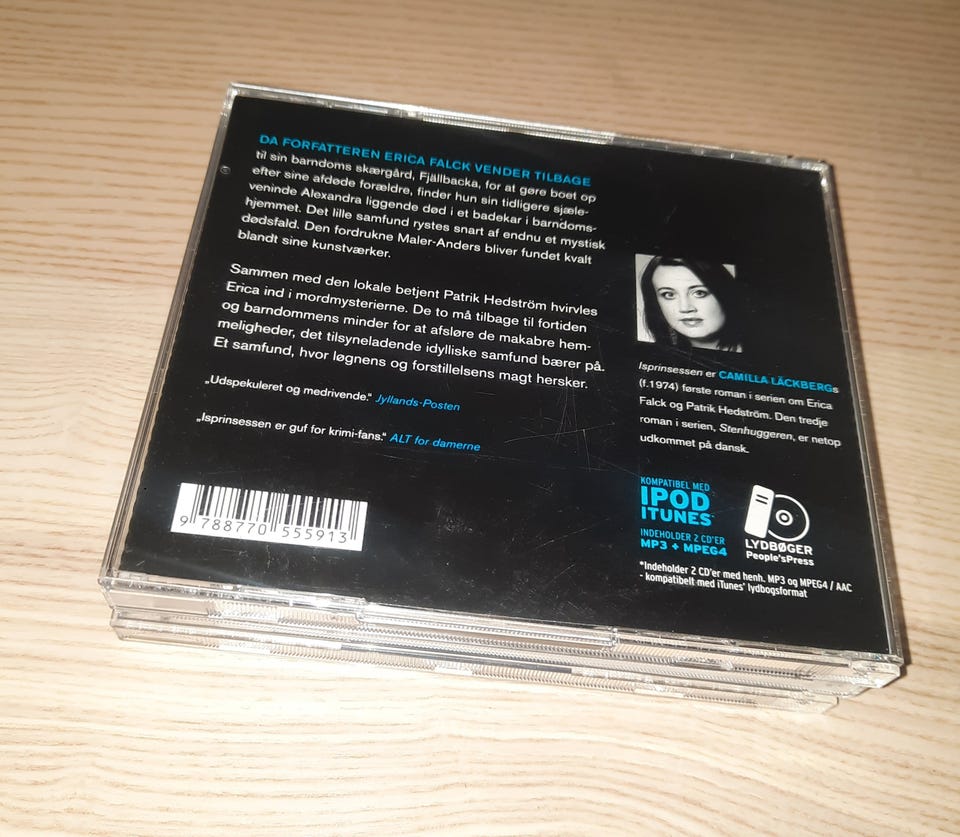 DA FORFATTEREN ERICA FALCK VENDER TILBAGE
til sin barndoms skærgård, Fjällbacka, for at gøre boet op
efter sine afdøde forældre, finder hun sin tidligere sjæle-
veninde Alexandra liggende død i et badekar i barndoms-
hjemmet. Det lille samfund rystes snart af endnu et mystisk
dødsfald. Den fordrukne Maler-Anders bliver fundet kvalt
blandt sine kunstværker.
Sammen med den lokale betjent Patrik Hedström hvirvles
Erica ind i mordmysterierne. De to må tilbage til fortiden
og barndommens minder for at afsløre de makabre hem-
meligheder, det tilsyneladende idylliske samfund bærer på.
Et samfund, hvor løgnens og forstillelsens magt hersker.
„Udspekuleret og medrivende.“ Jyllands-Posten
„Isprinsessen er guf for krimi-fans.“ ALT for damerne
9 788770 555913
Isprinsessen er CAMILLA LÄCKBERGs
(f.1974) første roman i serien om Erica
Falck og Patrik Hedström. Den tredje
roman i serien, Stenhuggeren, er netop
udkommet på dansk.
KOMPATIBEL MED
IPOD
ITUNES*
INDEHOLDER 2 CD'ER
MP3 + MPEG4
LYDBØGER
People'sPress
*Indeholder 2 CD'er med henh. MP3 og MPEG4 / AAC
- kompatibelt med iTunes' lydbogsformat